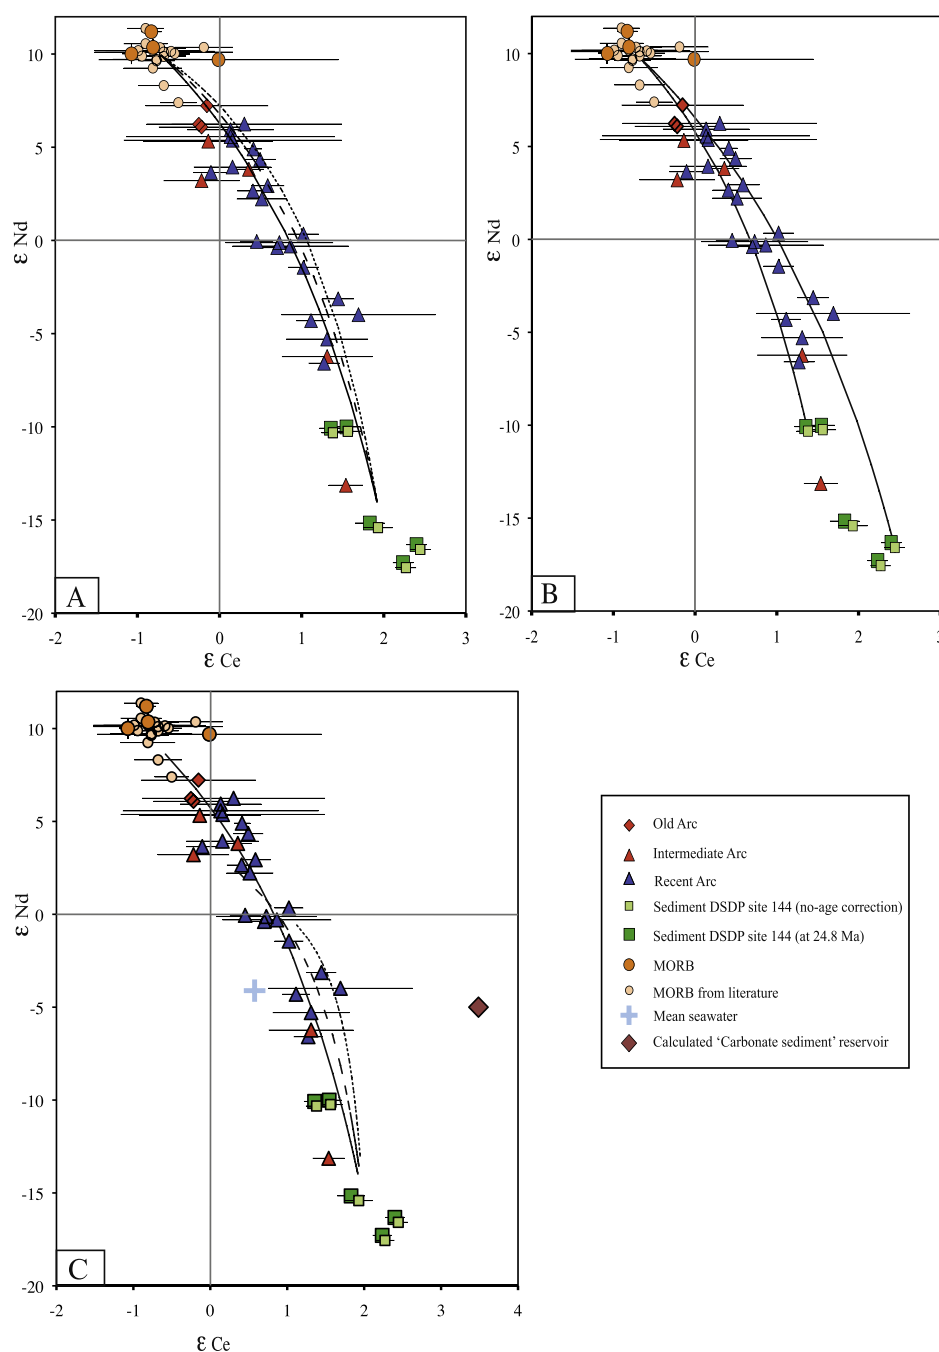 10
5
0
-5
-10
-15
-20
ε Nd
A
-2 -1 0 1 2 3
ε Ce
10
5
0
-5
-10
-15
-20
ε Nd
B
-2 -1 0 1 2 3
ε Ce
10
5
0
-5
-10
-15
-20
ε Nd
C
-2 -1 0 1 2 3 4
ε Ce
Old Arc
Intermediate Arc
Recent Arc
Sediment DSDP site 144 (no-age correction)
Sediment DSDP site 144 (at 24.8 Ma)
MORB
MORB from literature
Mean seawater
Calculated ‘Carbonate sediment’ reservoir